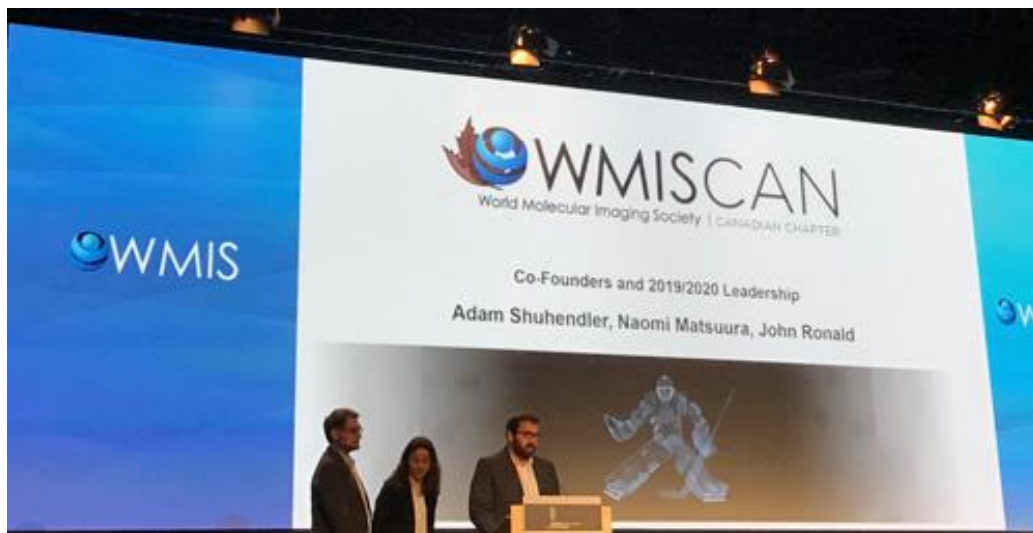 WMIS
WMISCAN
World Molecular Imaging Society | CANADIAN CHAPTER
Co-Founders and 2019/2020 Leadership
Adam Shuhendler, Naomi Matsuura, John Ronald
W